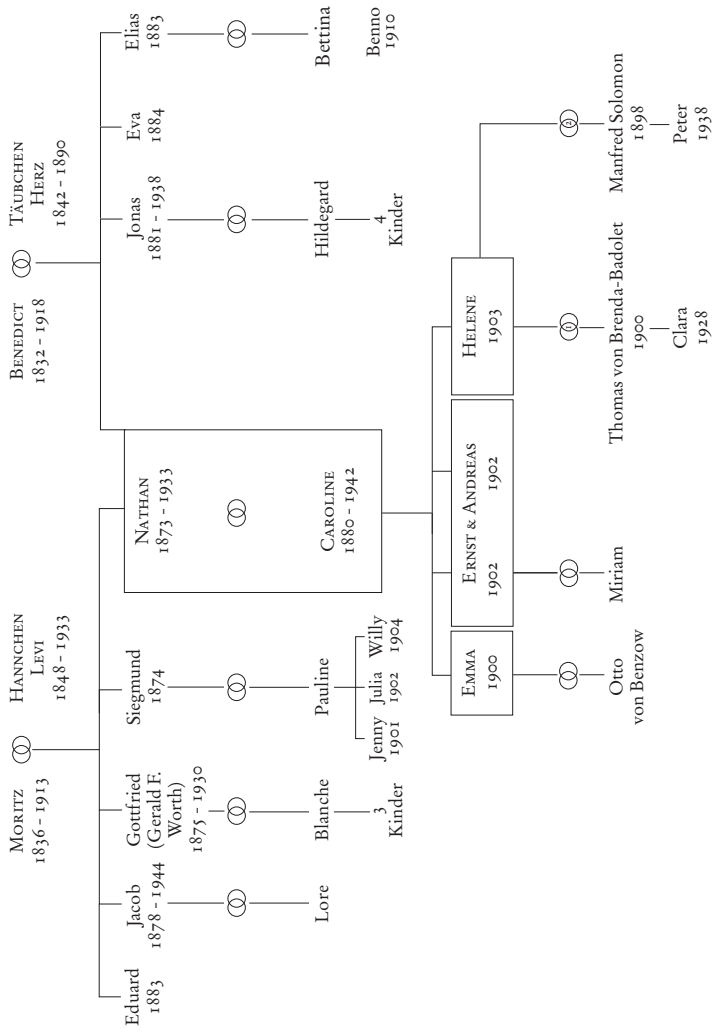 MORITZ
1836 - 1913
HANNCHEN
LEVI
1848 - 1933
BENEDICT
1832 - 1918
TÄUBCHEN
HERZ
1842 - 1890
Eduard
1883
Jacob
1878 - 1944
Lore
Gottfried
(Gerald F.
Worth)
1875 - 1930
Blanche
3
Kinder
Siegmund
1874
Pauline
Jenny
1901
Julia
1902
Willy
1904
NATHAN
1873 - 1933
CAROLINE
1880 - 1942
Jonas
1881 - 1938
Hildegard
4
Kinder
Eva
1884
Elias
1883
Bettina
Benno
1910
EMMA
1900
Otto
von Benzow
ERNST & ANDREAS
1902 1902
Miriam
HELENE
1903
1
Thomas von Brenda-Badolet
1900
Clara
1928
2
Manfred Solomon
1898
Peter
1938